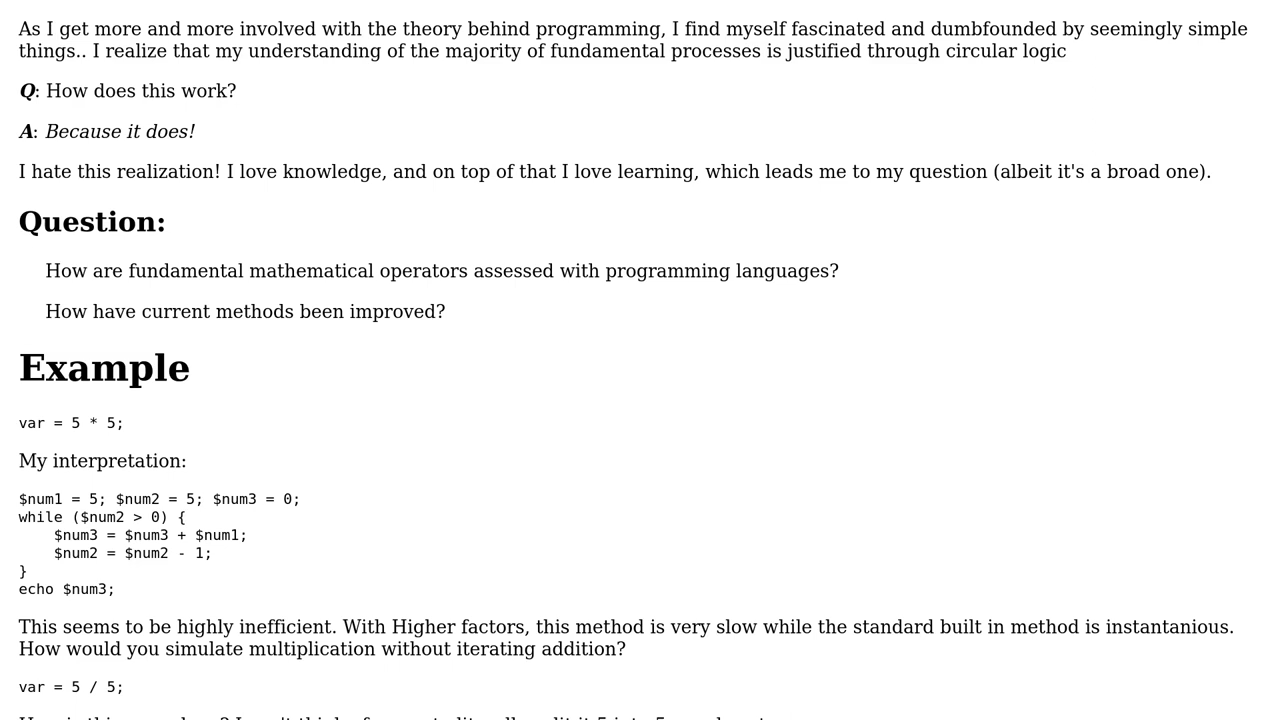 As I get more and more involved with the theory behind programming, I find myself fascinated and dumbfounded by seemingly simple
things.. I realize that my understanding of the majority of fundamental processes is justified through circular logic
Q: How does this work?
A: Because it does!
I hate this realization! I love knowledge, and on top of that I love learning, which leads me to my question (albeit it's a broad one).
Question:
How are fundamental mathematical operators assessed with programming languages?
How have current methods been improved?
Example
var = 5 * 5;
My interpretation:
$num1 = 5; $num2 = 5; $num3 = 0;
while ($num2 > 0) {
    $num3 = $num3 + $num1;
    $num2 = $num2 - 1;
}
echo $num3;
This seems to be highly inefficient. With Higher factors, this method is very slow while the standard built in method is instantanious.
How would you simulate multiplication without iterating addition?
var = 5 / 5;